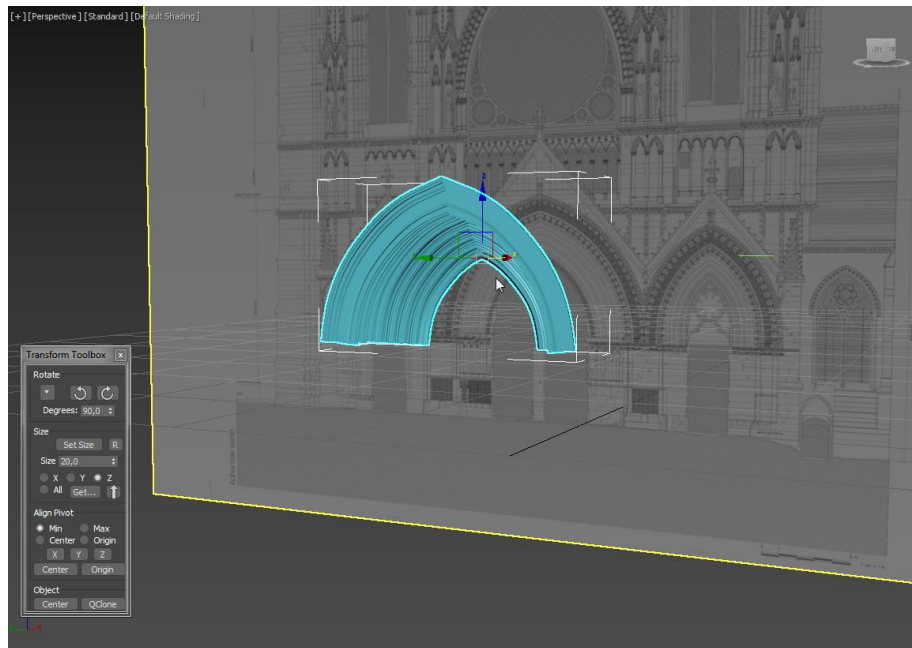 [+] [Perspective] [Standard] [Default Shading]
LEFT
z
Transform Toolbox x
Rotate
Degrees: 90,0
Size
Set Size R
Size 20,0
X Y Z
All Get...
Align Pivot
Min Max
Center Origin
X Y Z
Center Origin
Object
Center QClone